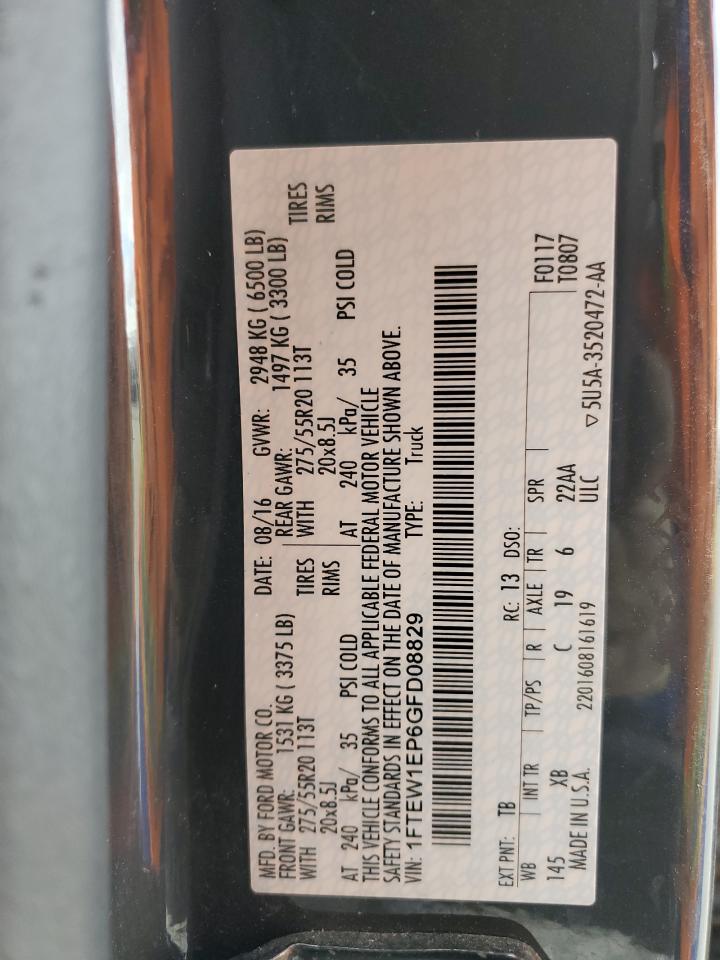 MFD. BY FORD MOTOR CO. DATE: 08/16 GVWR: 2948 KG ( 6500 LB)
FRONT GAWR: 1531 KG ( 3375 LB) REAR GAWR: 1497 KG ( 3300 LB)
WITH 275/55R20 113T TIRES WITH 275/55R20 113T TIRES
20x8.5J RIMS 20x8.5J RIMS
AT 240 kPa/ 35 PSI COLD AT 240 kPa/ 35 PSI COLD
THIS VEHICLE CONFORMS TO ALL APPLICABLE FEDERAL MOTOR VEHICLE
SAFETY STANDARDS IN EFFECT ON THE DATE OF MANUFACTURE SHOWN ABOVE.
VIN: 1FTEW1EP6GFD08829 TYPE: Truck
EXT PNT: TB RC: 13 DSO:
WB INT TR TP/PS R AXLE TR SPR F0117
145 XB C 19 6 22AA T0807
MADE IN U.S.A. 2201608161619 ULC
▽5U5A-3520472-AA